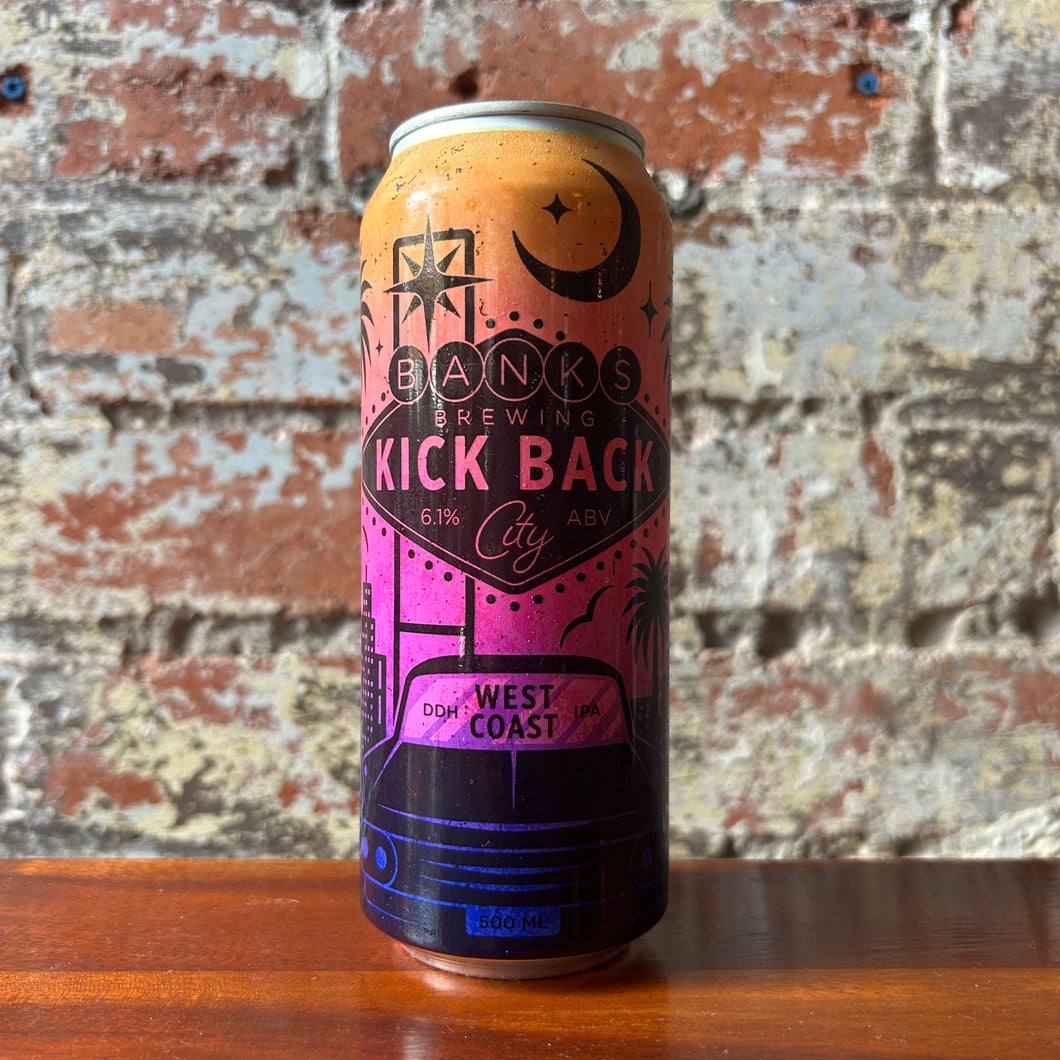 BANKS
BREWING
KICK BACK
6.1% City ABV
DDH WEST COAST IPA
500 ML